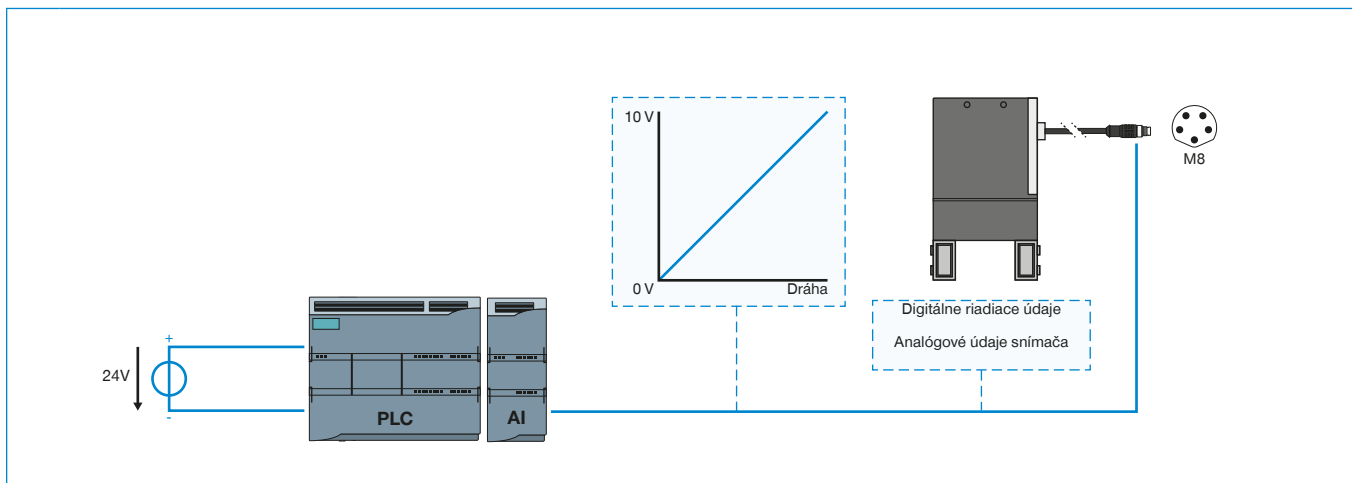 24V
+
-
PLC
AI
10 V
0 V
Dráha
Digitálne riadiace údaje
Analógové údaje snímača
M8